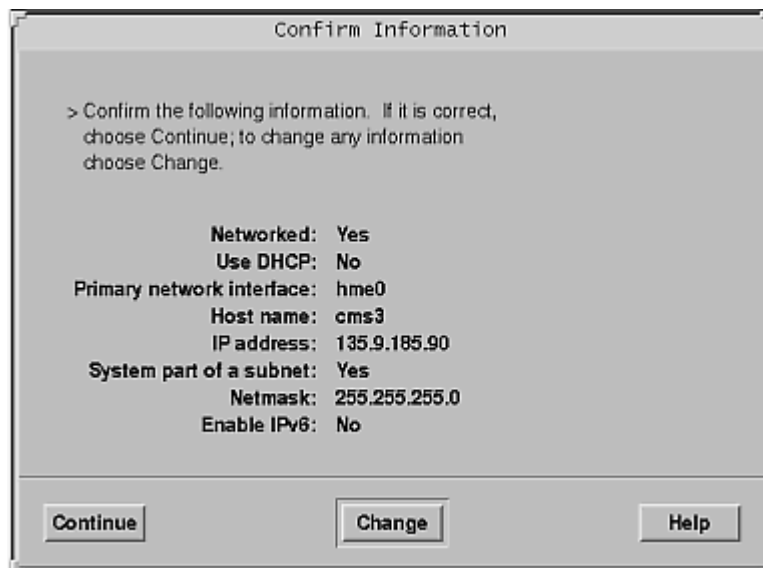 Confirm Information
> Confirm the following information. If it is correct,
choose Continue; to change any information
choose Change.
Networked: Yes
Use DHCP: No
Primary network interface: hme0
Host name: cms3
IP address: 135.9.185.90
System part of a subnet: Yes
Netmask: 255.255.255.0
Enable IPv6: No
Continue Change Help